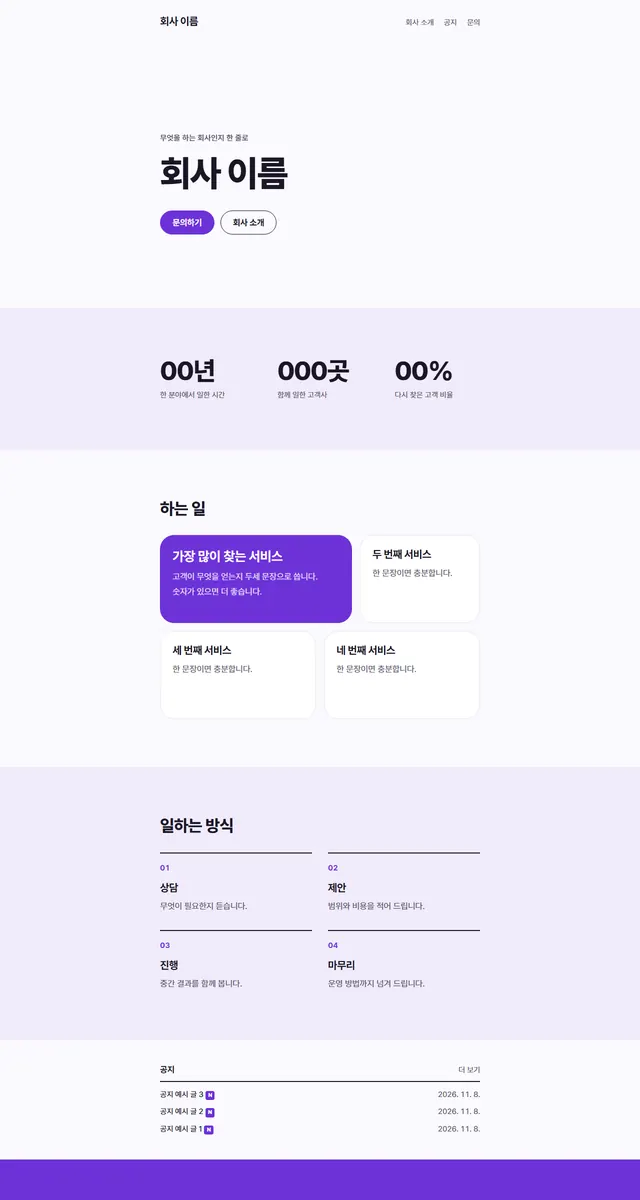 회사 이름
회사 소개 공지 문의
무엇을 하는 회사인지 한 줄로
회사 이름
문의하기 회사 소개
00년 000곳 00%
한 분야에서 일한 시간 함께 일한 고객사 다시 찾은 고객 비율
하는 일
가장 많이 찾는 서비스
고객이 무엇을 얻는지 두세 문장으로 씁니다.
숫자가 있으면 더 좋습니다.
두 번째 서비스
한 문장이면 충분합니다.
세 번째 서비스
한 문장이면 충분합니다.
네 번째 서비스
한 문장이면 충분합니다.
일하는 방식
01
상담
무엇이 필요한지 듣습니다.
02
제안
범위와 비용을 적어 드립니다.
03
진행
중간 결과를 함께 봅니다.
04
마무리
운영 방법까지 넘겨 드립니다.
공지 더 보기
공지 예시 글 3 N 2026. 11. 8.
공지 예시 글 2 N 2026. 11. 8.
공지 예시 글 1 N 2026. 11. 8.